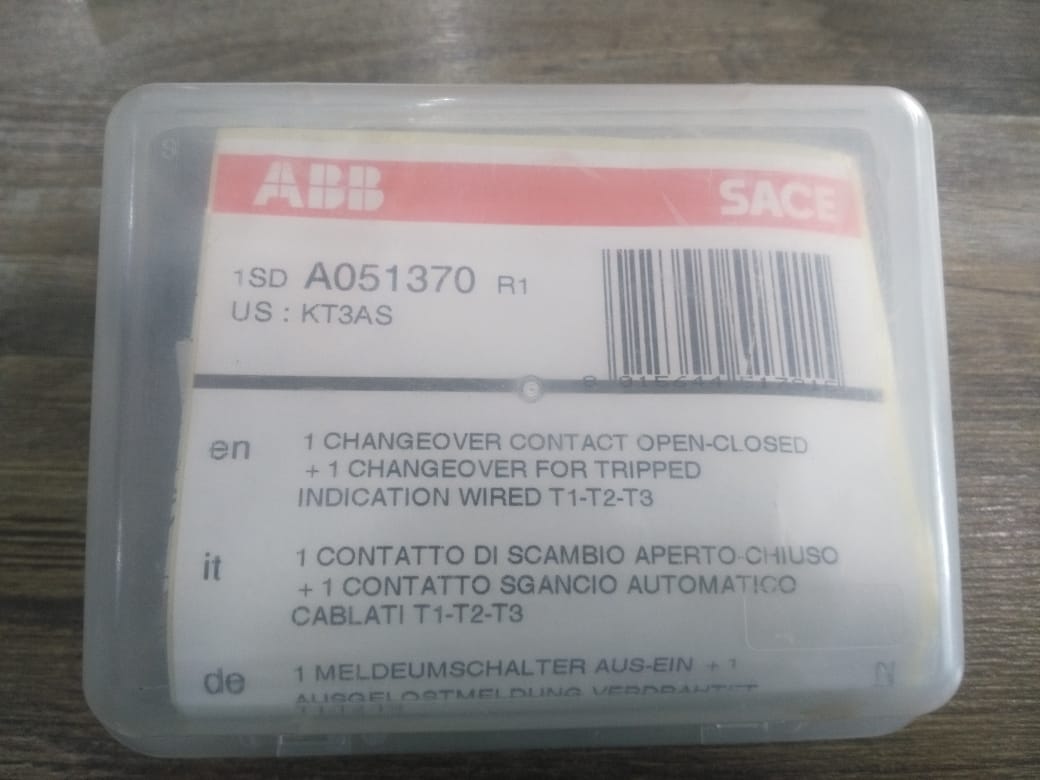 ABB SACE
1SD A051370 R1
US : KT3AS
en 1 CHANGEOVER CONTACT OPEN-CLOSED
+ 1 CHANGEOVER FOR TRIPPED
INDICATION WIRED T1-T2-T3
it 1 CONTATTO DI SCAMBIO APERTO-CHIUSO
+ 1 CONTATTO SGANCIO AUTOMATICO
CABLATI T1-T2-T3
de 1 MELDEUMSCHALTER AUS-EIN + 1
AUSGELOSTMELDUNG VERDRAHTET